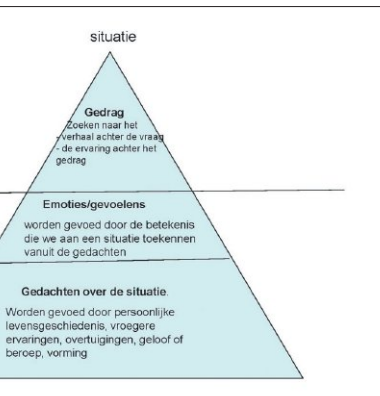 situatie
Gedrag
Zoeken naar het
- verhaal achter de vraag
- de ervaring achter het
gedrag
Emoties/gevoelens
worden gevoed door de betekenis
die we aan een situatie toekennen
vanuit de gedachten
Gedachten over de situatie
Worden gevoed door persoonlijke
levensgeschiedenis, vroegere
ervaringen, overtuigingen, geloof of
beroep, vorming